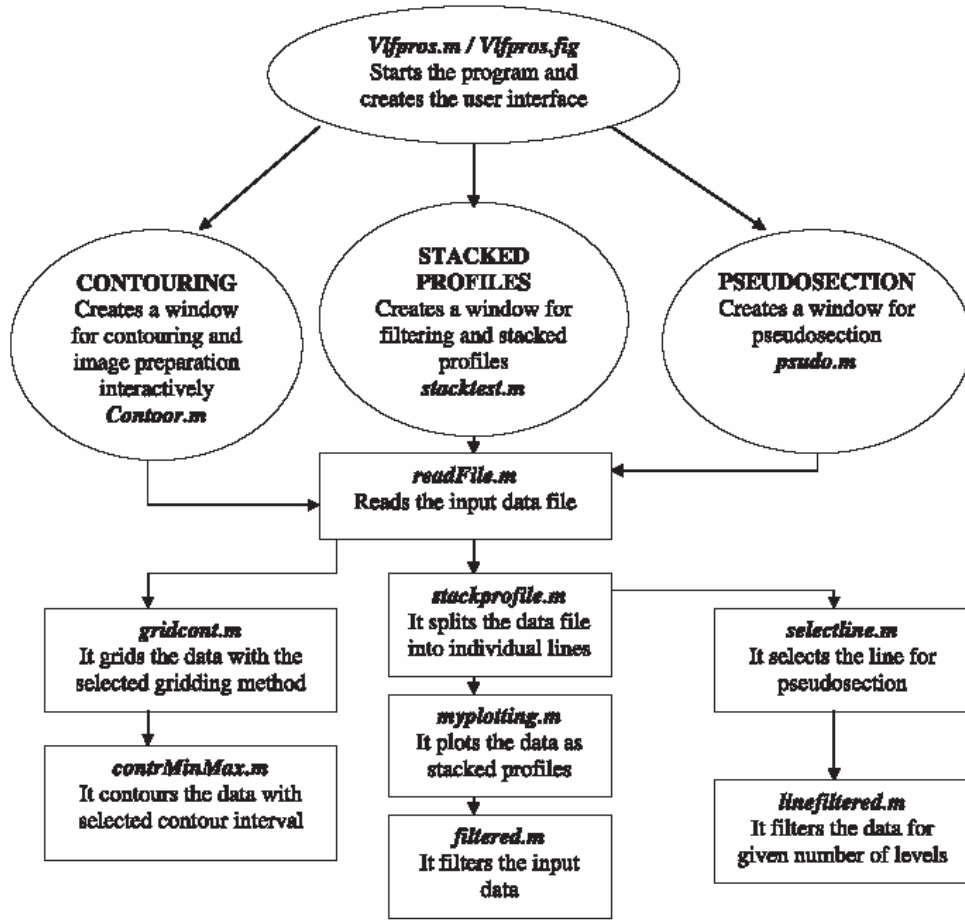 Vlfpros.m / Vlfpros.fig
Starts the program and
creates the user interface
CONTOURING
Creates a window
for contouring and
image preparation
interactively
Contoor.m
STACKED
PROFILES
Creates a window for
filtering and stacked
profiles
stacktest.m
PSEUDOSECTION
Creates a window for
pseudosection
psudo.m
readFile.m
Reads the input data file
gridcont.m
It grids the data with the
selected gridding method
contrMinMax.m
It contours the data with
selected contour interval
stackprofile.m
It splits the data file
into individual lines
myplotting.m
It plots the data as
stacked profiles
filtered.m
It filters the input
data
selectline.m
It selects the line for
pseudosection
linefiltered.m
It filters the data for
given number of levels